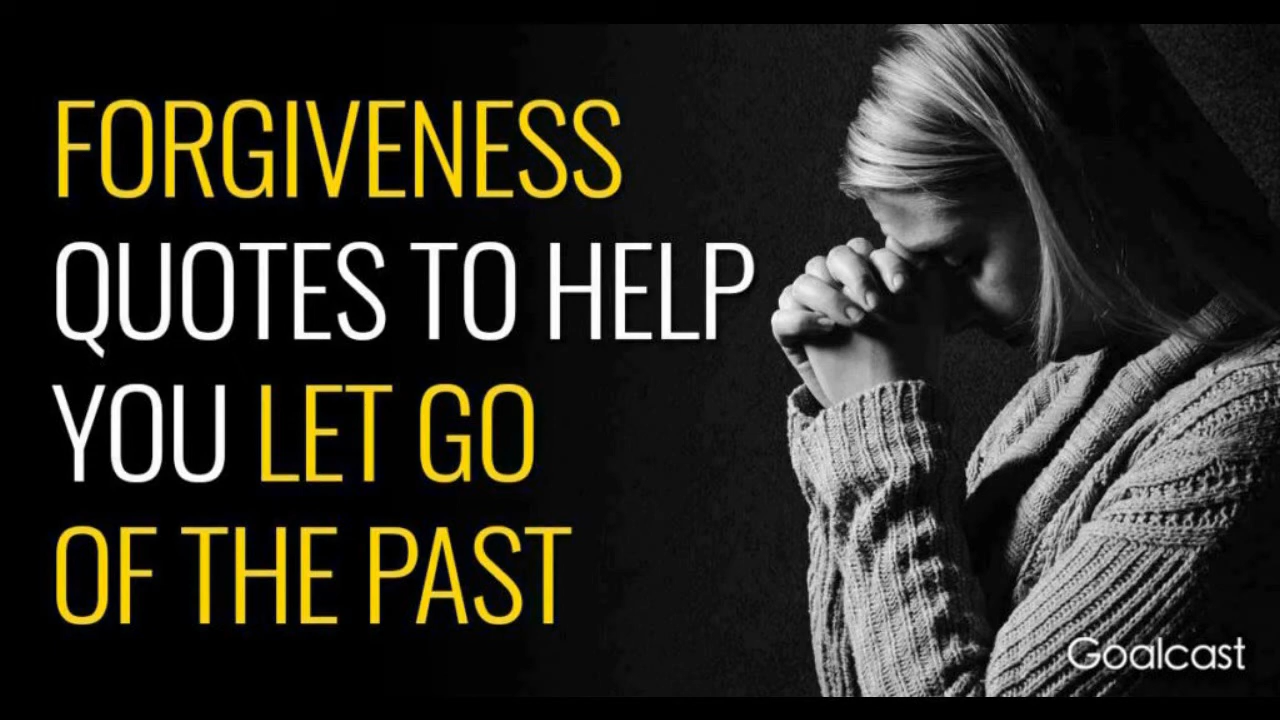 FORGIVENESS
QUOTES TO HELP
YOU LET GO
OF THE PAST
Goalcast